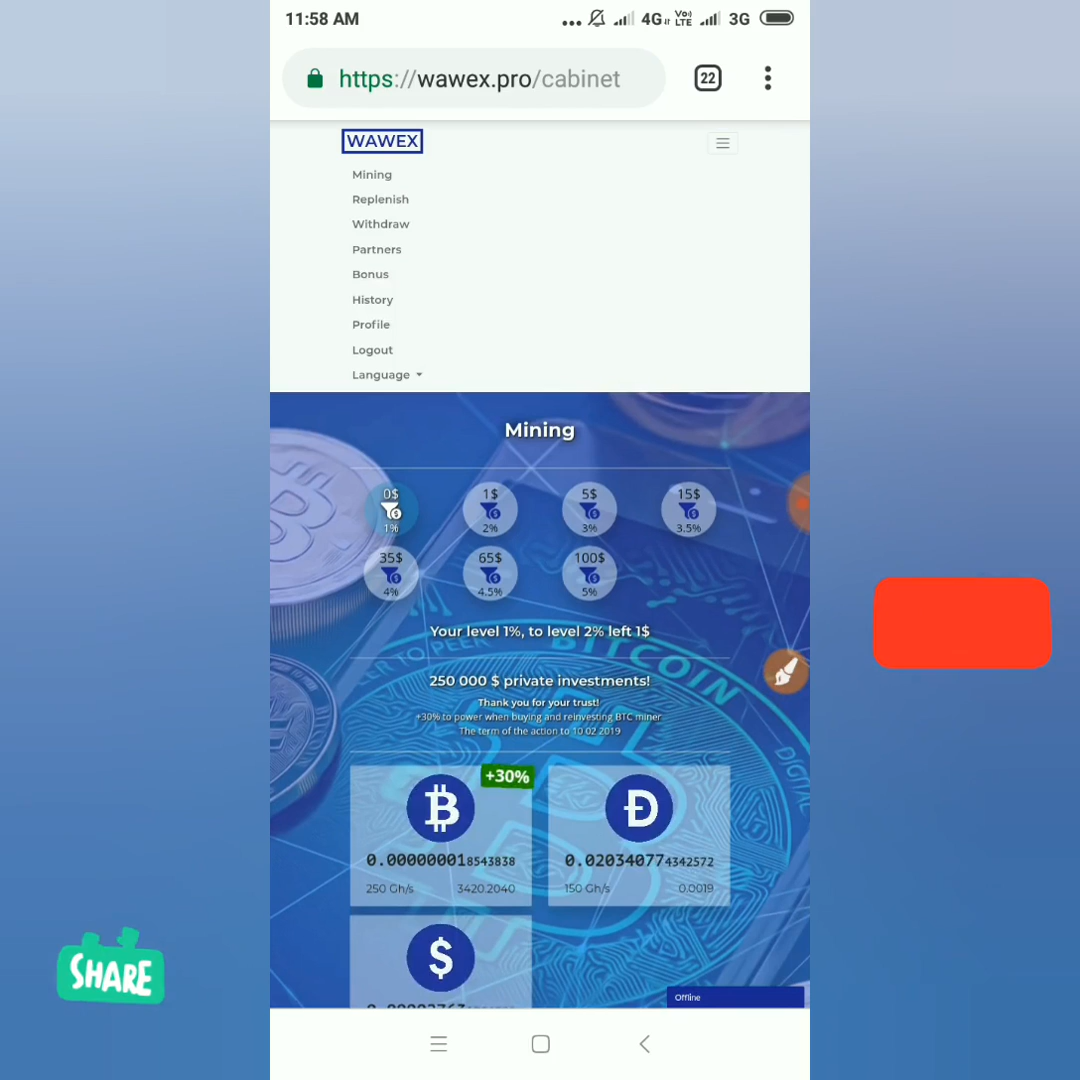 11:58 AM
4G
Vo)
LTE
3G
https://wawex.pro/cabinet
22
WAWEX
Mining
Replenish
Withdraw
Partners
Bonus
History
Profile
Logout
Language
Mining
0$ 1$ 5$ 15$
1% 2% 3% 3.5%
35$ 65$ 100$
4% 4.5% 5%
Your level 1%, to level 2% left 1$
250 000 $ private investments!
Thank you for your trust!
+30% to power when buying and reinvesting BTC miner
The term of the action to 10 02 2019
+30%
0.000000018543838
250 Gh/s 3420.2040
0.020340774342572
150 Gh/s 0.0019
$
BITCOIN
Offline
SHARE